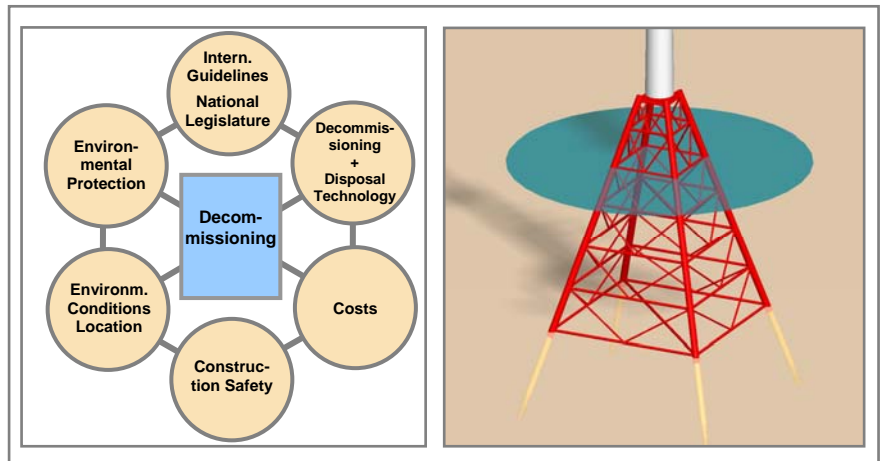 Intern.
Guidelines
National
Legislature
Environ-
mental
Protection
Decommis-
sioning
+
Disposal
Technology
Decom-
missioning
Environm.
Conditions
Location
Costs
Construc-
tion Safety